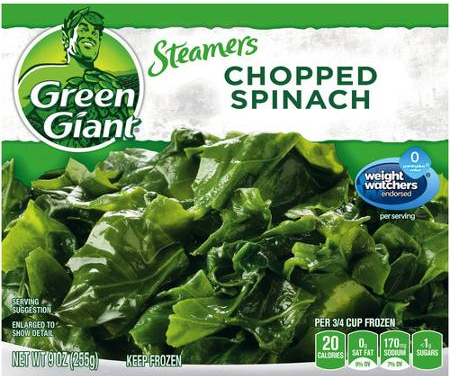 Green
Giant
Steamers
CHOPPED
SPINACH
0
weight
watchers
endorsed
per serving
SERVING
SUGGESTION
ENLARGED TO
SHOW DETAIL
PER 3/4 CUP FROZEN
20
CALORIES
0g
SAT FAT
0% DV
170mg
SODIUM
7% DV
<1g
SUGARS
NET WT 9 OZ (255g)
KEEP FROZEN